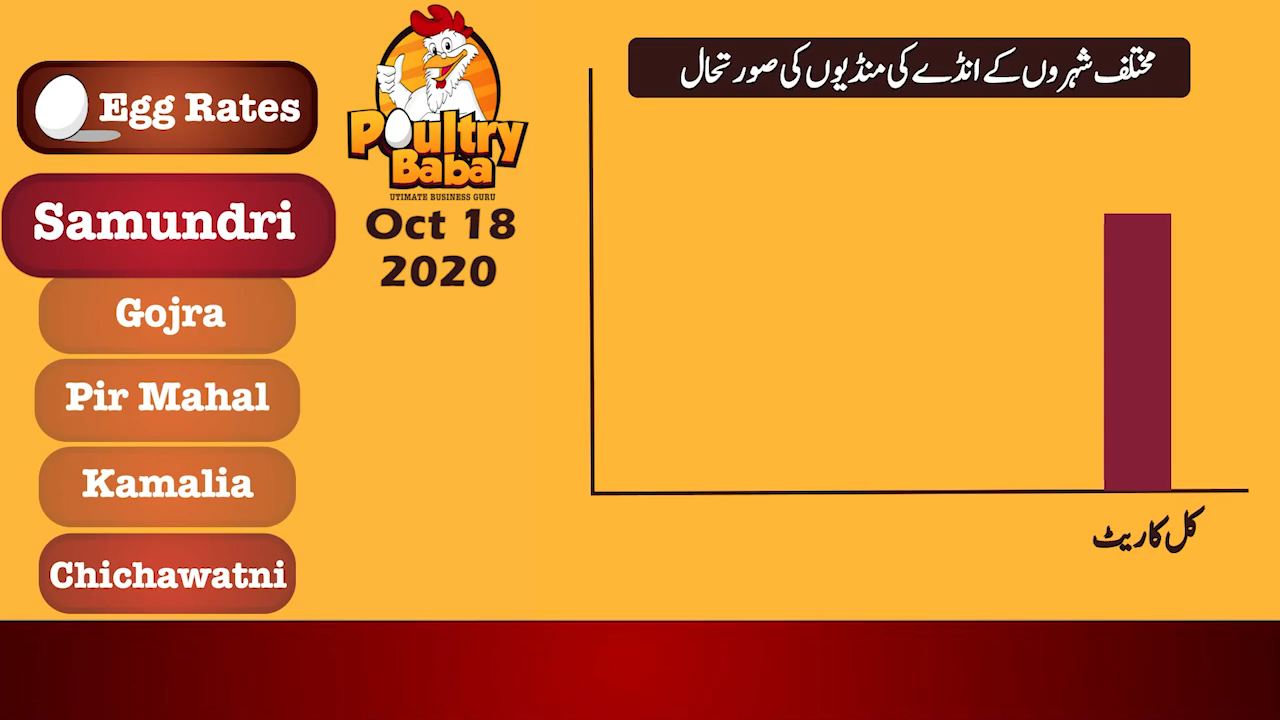 Egg Rates
Samundri
Gojra
Pir Mahal
Kamalia
Chichawatni
Poultry
Baba
UTIMATE BUSINESS GURU
Oct 18
2020
مختلف شہروں کے انڈے کی منڈیوں کی صورتحال
کل کا ریٹ